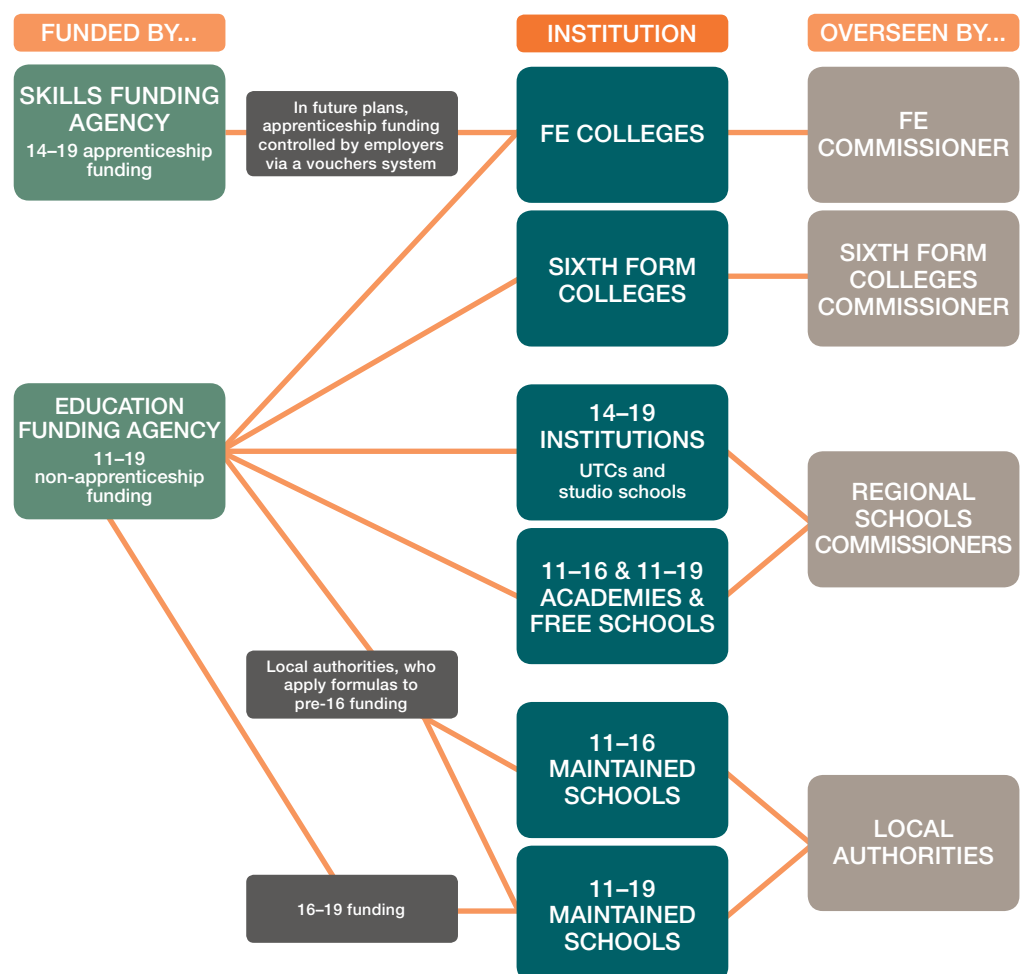 FUNDED BY...
INSTITUTION
OVERSEEN BY...
SKILLS FUNDING
AGENCY
14–19 apprenticeship
funding
In future plans,
apprenticeship funding
controlled by employers
via a vouchers system
FE COLLEGES
FE
COMMISSIONER
SIXTH FORM
COLLEGES
SIXTH FORM
COLLEGES
COMMISSIONER
EDUCATION
FUNDING AGENCY
11–19
non-apprenticeship
funding
14–19
INSTITUTIONS
UTCs and
studio schools
REGIONAL
SCHOOLS
COMMISSIONERS
11–16 & 11–19
ACADEMIES &
FREE SCHOOLS
Local authorities, who
apply formulas to
pre-16 funding
11–16
MAINTAINED
SCHOOLS
LOCAL
AUTHORITIES
16–19 funding
11–19
MAINTAINED
SCHOOLS